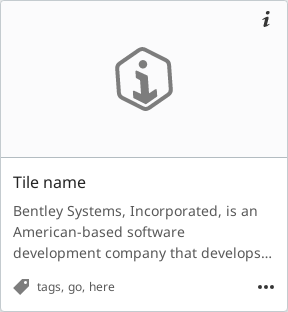 Tile name
Bentley Systems, Incorporated, is an
American-based software
development company that develops...
tags, go, here